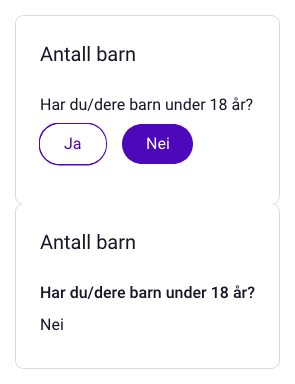 Antall barn
Har du/dere barn under 18 år?
Ja Nei
Antall barn
Har du/dere barn under 18 år?
Nei